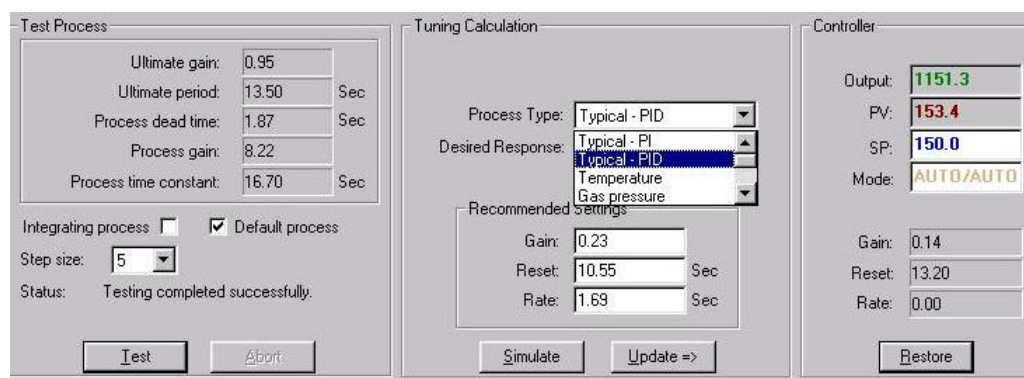 Test Process
Ultimate gain: 0.95
Ultimate period: 13.50 Sec
Process dead time: 1.87 Sec
Process gain: 8.22
Process time constant: 16.70 Sec
Integrating process Default process
Step size: 5
Status: Testing completed successfully.
Test Abort
Tuning Calculation
Process Type: Typical - PID
Desired Response: Typical - PI
Typical - PID
Temperature
Gas pressure
Recommended Settings
Gain: 0.23
Reset: 10.55 Sec
Rate: 1.69 Sec
Simulate Update =>
Controller
Output: 1151.3
PV: 153.4
SP: 150.0
Mode: AUTO/AUTO
Gain: 0.14
Reset: 13.20
Rate: 0.00
Restore